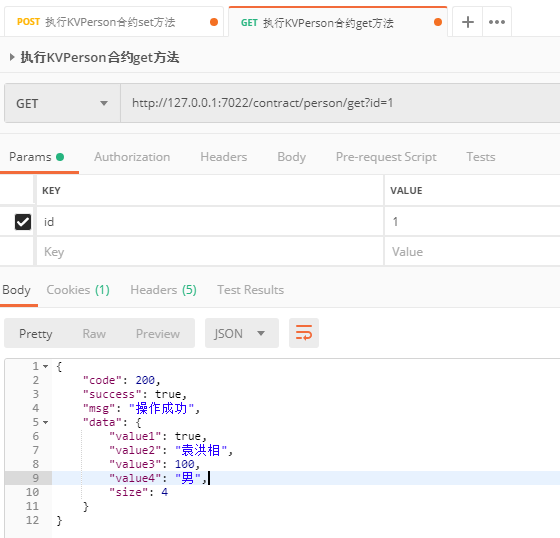 POST 执行KVPerson合约set方法
GET 执行KVPerson合约get方法
执行KVPerson合约get方法
GET http://127.0.0.1:7022/contract/person/get?id=1
Params Authorization Headers Body Pre-request Script Tests
KEY VALUE
id 1
Key Value
Body Cookies (1) Headers (5) Test Results
Pretty Raw Preview JSON
1 {
2 "code": 200,
3 "success": true,
4 "msg": "操作成功",
5 "data": {
6 "value1": true,
7 "value2": "袁洪相",
8 "value3": 100,
9 "value4": "男",
10 "size": 4
11 }
12 }